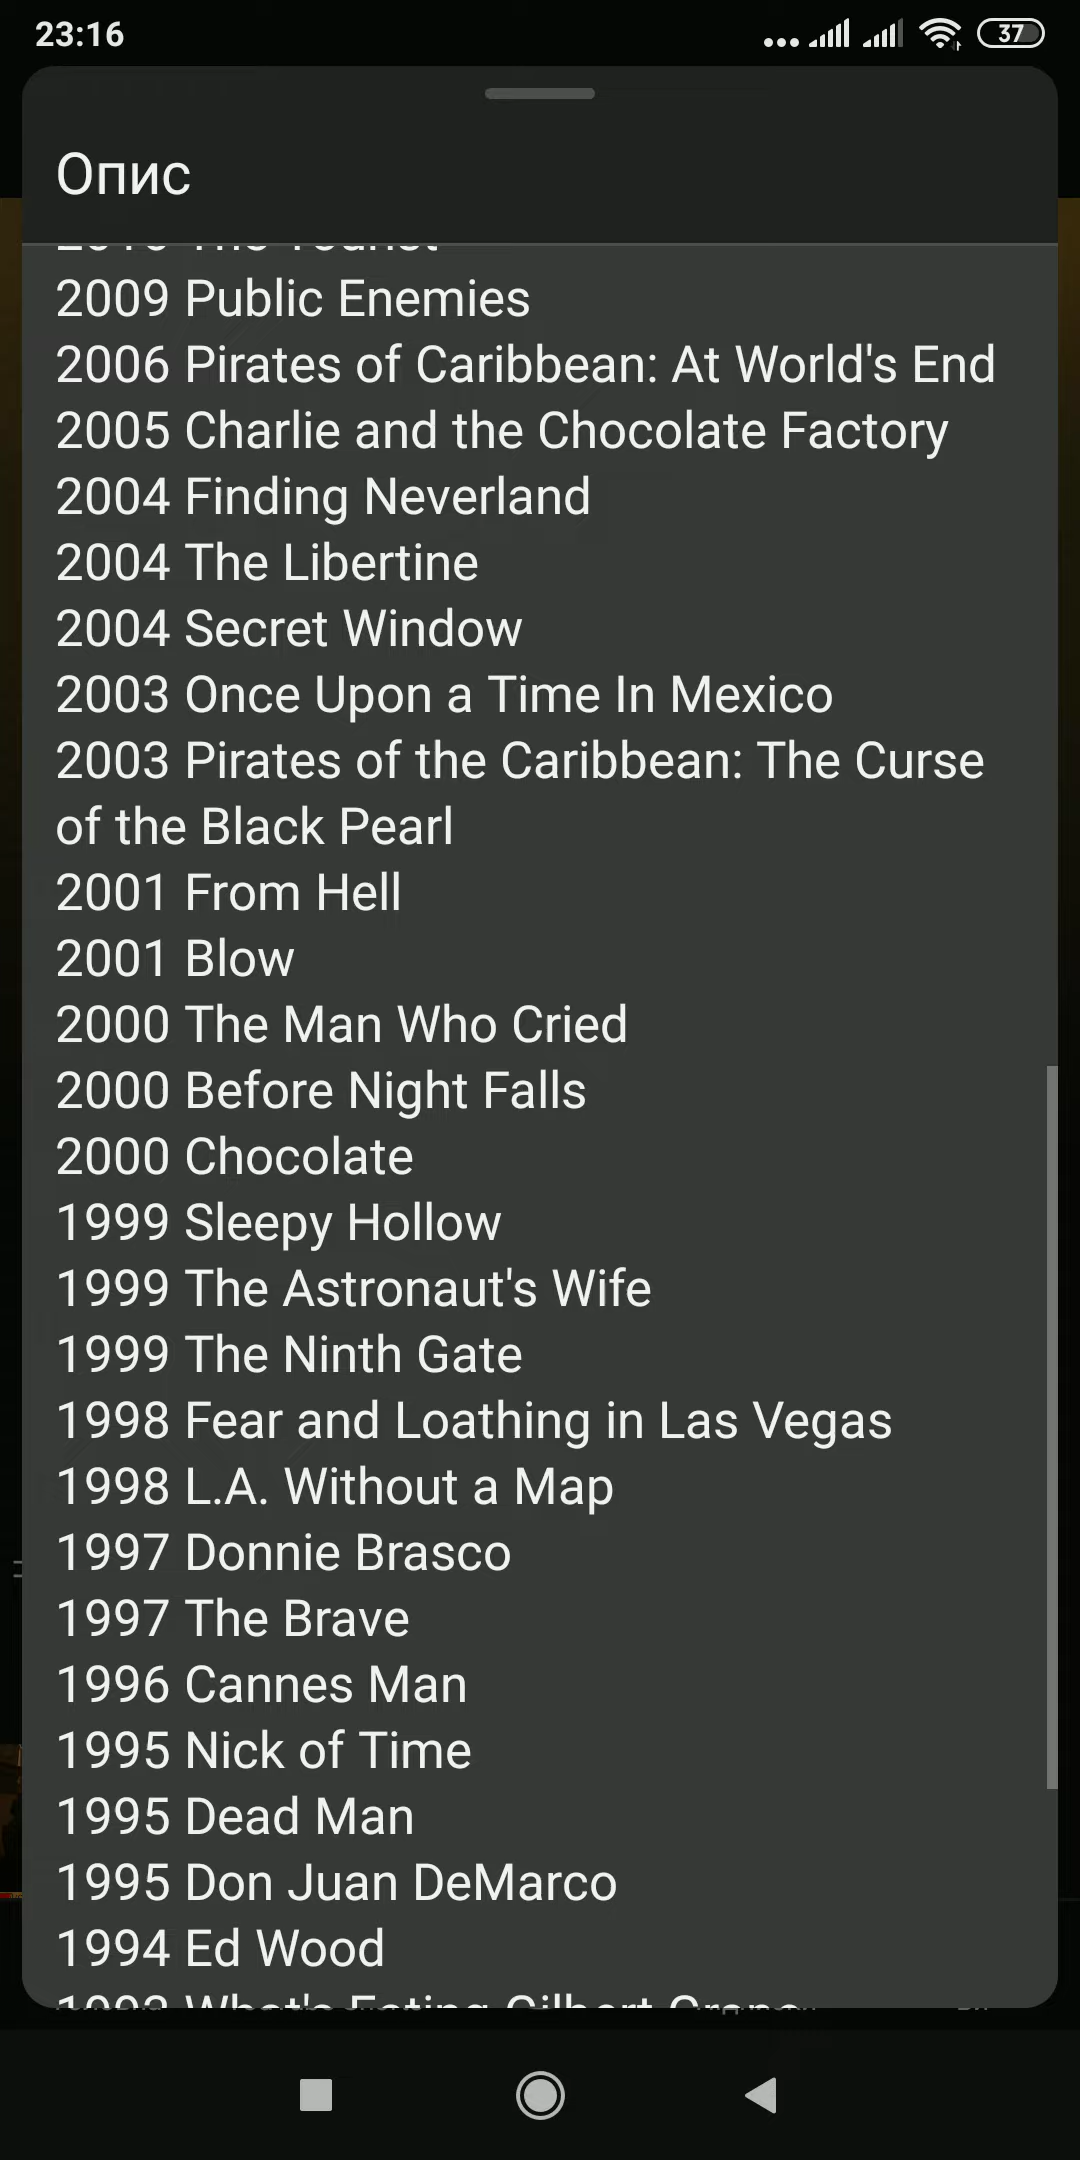 23:16
37
Опис
2009 Public Enemies
2006 Pirates of Caribbean: At World's End
2005 Charlie and the Chocolate Factory
2004 Finding Neverland
2004 The Libertine
2004 Secret Window
2003 Once Upon a Time In Mexico
2003 Pirates of the Caribbean: The Curse
of the Black Pearl
2001 From Hell
2001 Blow
2000 The Man Who Cried
2000 Before Night Falls
2000 Chocolate
1999 Sleepy Hollow
1999 The Astronaut's Wife
1999 The Ninth Gate
1998 Fear and Loathing in Las Vegas
1998 L.A. Without a Map
1997 Donnie Brasco
1997 The Brave
1996 Cannes Man
1995 Nick of Time
1995 Dead Man
1995 Don Juan DeMarco
1994 Ed Wood
1993 What's Eating Gilbert Grape